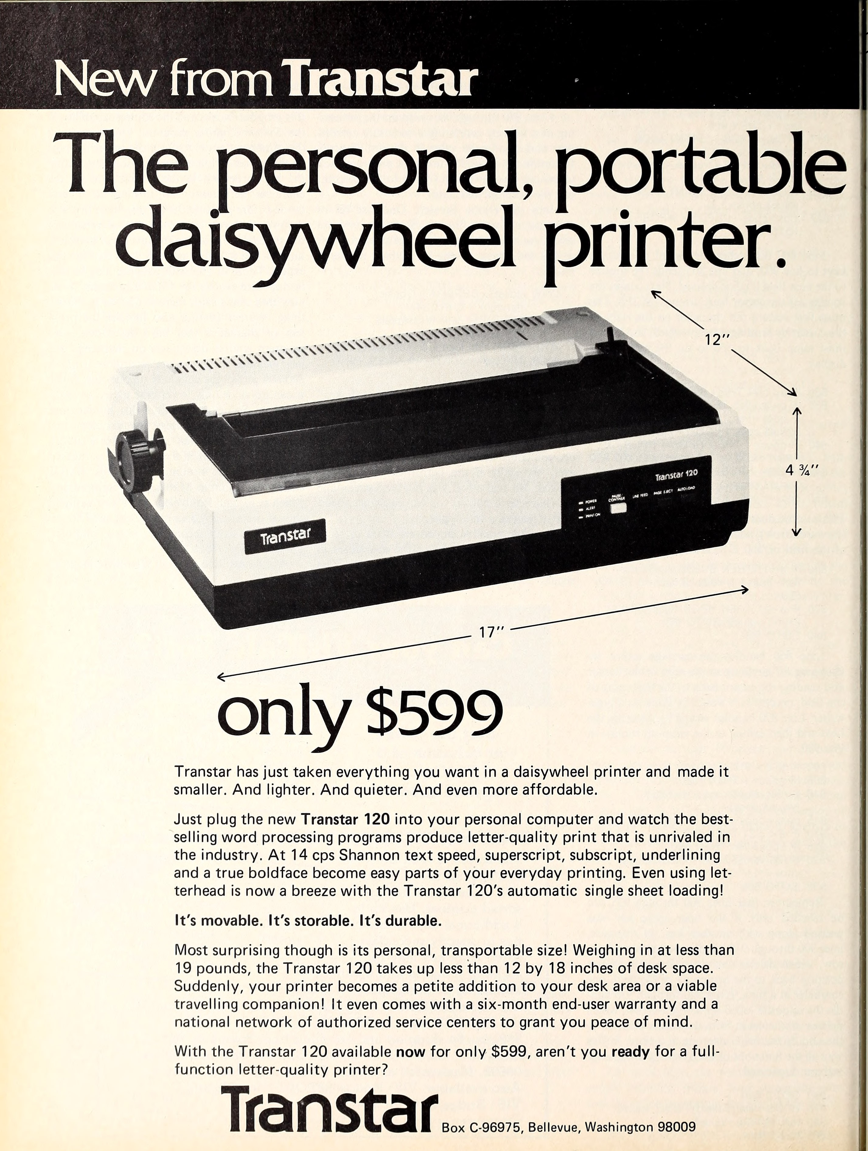 New from Transtar
The personal, portable
daisywheel printer.
12"
4 ¾"
Transtar 120
POWER
ALERT
PRINT ON
LINE FEED PAGE EJECT AUTO LOAD
Transtar
17"
only $599
Transtar has just taken everything you want in a daisywheel printer and made it
smaller. And lighter. And quieter. And even more affordable.
Just plug the new Transtar 120 into your personal computer and watch the best-
selling word processing programs produce letter-quality print that is unrivaled in
the industry. At 14 cps Shannon text speed, superscript, subscript, underlining
and a true boldface become easy parts of your everyday printing. Even using let-
terhead is now a breeze with the Transtar 120's automatic single sheet loading!
It's movable. It's storable. It's durable.
Most surprising though is its personal, transportable size! Weighing in at less than
19 pounds, the Transtar 120 takes up less than 12 by 18 inches of desk space.
Suddenly, your printer becomes a petite addition to your desk area or a viable
travelling companion! It even comes with a six-month end-user warranty and a
national network of authorized service centers to grant you peace of mind.
With the Transtar 120 available now for only $599, aren't you ready for a full-
function letter-quality printer?
Transtar Box C-96975, Bellevue, Washington 98009